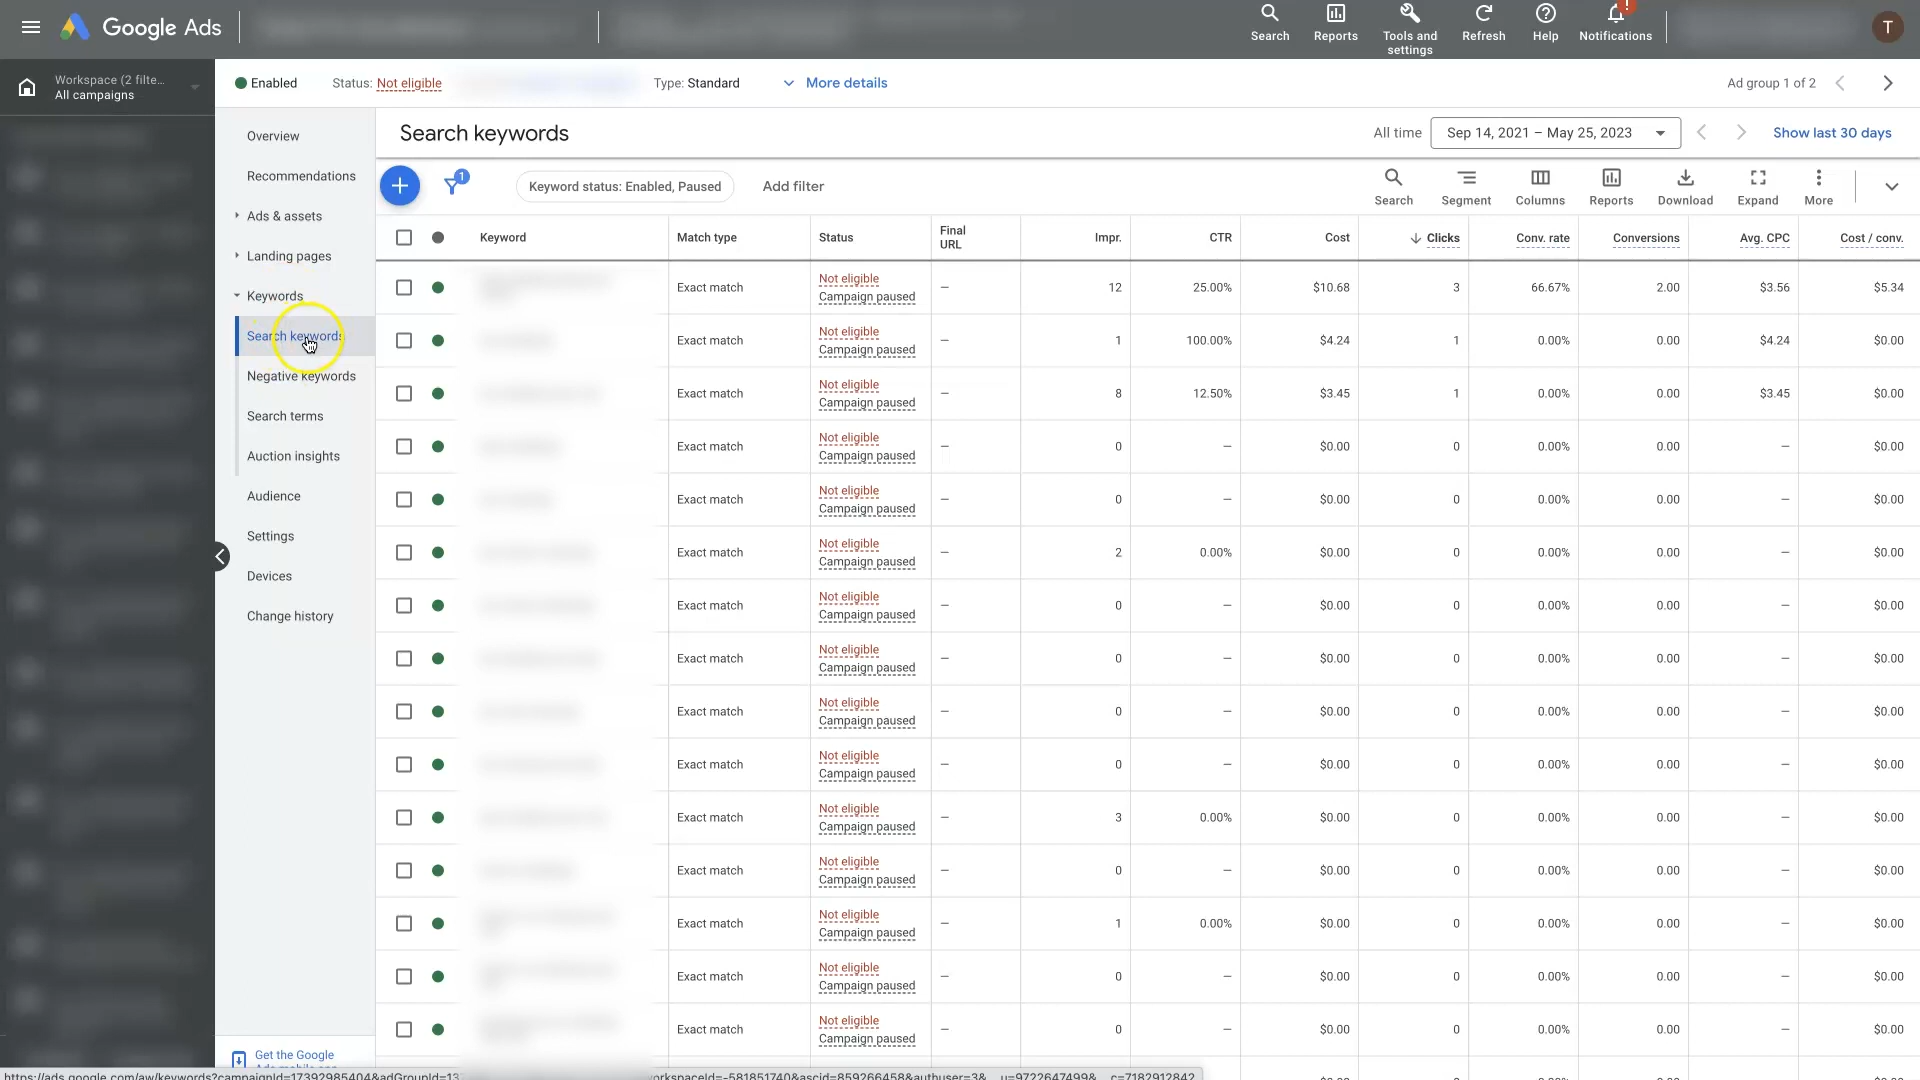 Google Ads
Search
Reports
Tools and
settings
Refresh
Help
Notifications
!
T
Workspace (2 filte...
All campaigns
Enabled
Status: Not eligible
Type: Standard
More details
Ad group 1 of 2
Overview
Recommendations
Ads & assets
Landing pages
Keywords
Search keywords
Negative keywords
Search terms
Auction insights
Audience
Settings
Devices
Change history
Get the Google
Search keywords
All time
Sep 14, 2021 – May 25, 2023
Show last 30 days
1
Keyword status: Enabled, Paused
Add filter
Search
Segment
Columns
Reports
Download
Expand
More
Keyword Match type Status Final URL Impr. CTR Cost Clicks Conv. rate Conversions Avg. CPC Cost / conv.
Exact match Not eligible Campaign paused — 12 25.00% $10.68 3 66.67% 2.00 $3.56 $5.34
Exact match Not eligible Campaign paused — 1 100.00% $4.24 1 0.00% 0.00 $4.24 $0.00
Exact match Not eligible Campaign paused — 8 12.50% $3.45 1 0.00% 0.00 $3.45 $0.00
Exact match Not eligible Campaign paused — 0 — $0.00 0 0.00% 0.00 — $0.00
Exact match Not eligible Campaign paused — 0 — $0.00 0 0.00% 0.00 — $0.00
Exact match Not eligible Campaign paused — 2 0.00% $0.00 0 0.00% 0.00 — $0.00
Exact match Not eligible Campaign paused — 0 — $0.00 0 0.00% 0.00 — $0.00
Exact match Not eligible Campaign paused — 0 — $0.00 0 0.00% 0.00 — $0.00
Exact match Not eligible Campaign paused — 0 — $0.00 0 0.00% 0.00 — $0.00
Exact match Not eligible Campaign paused — 0 — $0.00 0 0.00% 0.00 — $0.00
Exact match Not eligible Campaign paused — 3 0.00% $0.00 0 0.00% 0.00 — $0.00
Exact match Not eligible Campaign paused — 0 — $0.00 0 0.00% 0.00 — $0.00
Exact match Not eligible Campaign paused — 1 0.00% $0.00 0 0.00% 0.00 — $0.00
Exact match Not eligible Campaign paused — 0 — $0.00 0 0.00% 0.00 — $0.00
Exact match Not eligible Campaign paused — 0 — $0.00 0 0.00% 0.00 — $0.00